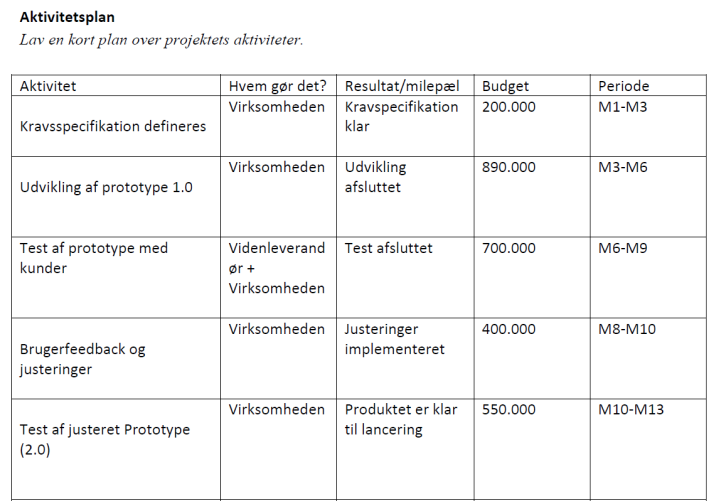 Aktivitetsplan
Lav en kort plan over projektets aktiviteter.
Aktivitet Hvem gør det? Resultat/milepæl Budget Periode
Kravsspecifikation defineres
Virksomheden
Kravspecifikation
klar
200.000
M1-M3
Udvikling af prototype 1.0
Virksomheden
Udvikling
afsluttet
890.000
M3-M6
Test af prototype med
kunder
Videnleverand
ør +
Virksomheden
Test afsluttet
700.000
M6-M9
Brugerfeedback og
justeringer
Virksomheden
Justeringer
implementeret
400.000
M8-M10
Test af justeret Prototype
(2.0)
Virksomheden
Produktet er klar
til lancering
550.000
M10-M13